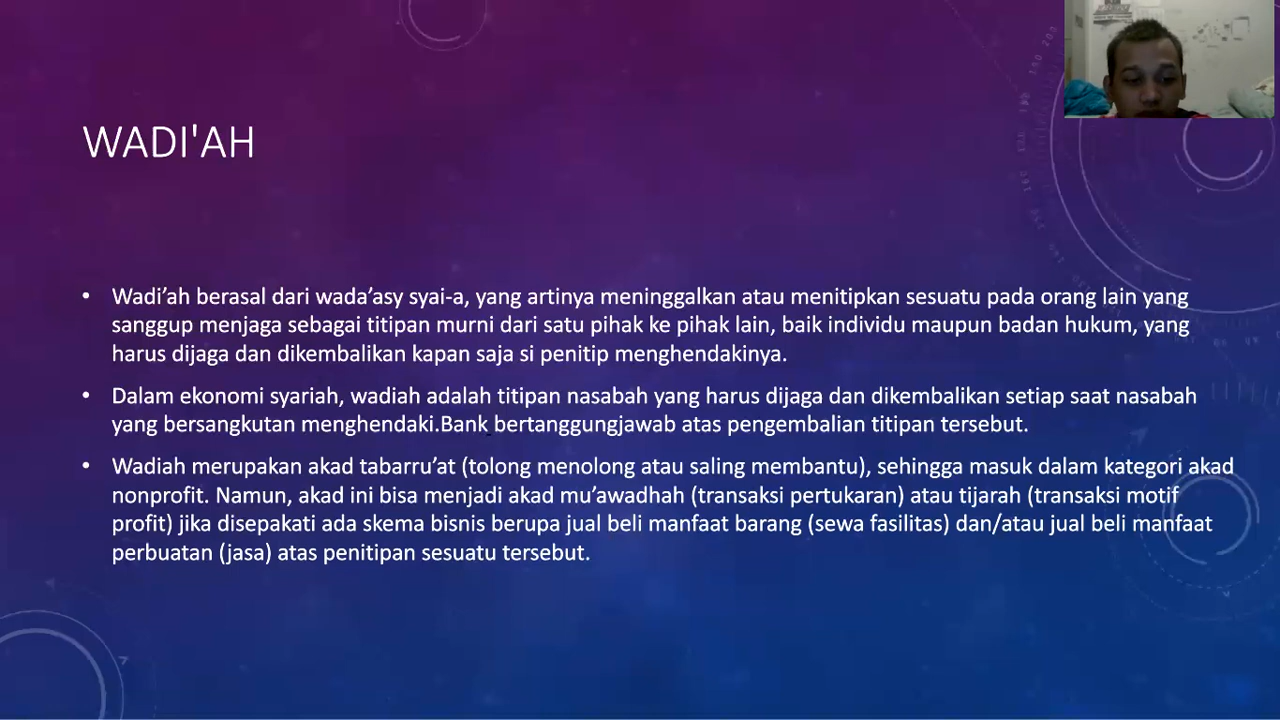 WADI'AH
• Wadi’ah berasal dari wada’asy syai-a, yang artinya meninggalkan atau menitipkan sesuatu pada orang lain yang
sanggup menjaga sebagai titipan murni dari satu pihak ke pihak lain, baik individu maupun badan hukum, yang
harus dijaga dan dikembalikan kapan saja si penitip menghendakinya.
• Dalam ekonomi syariah, wadiah adalah titipan nasabah yang harus dijaga dan dikembalikan setiap saat nasabah
yang bersangkutan menghendaki.Bank bertanggungjawab atas pengembalian titipan tersebut.
• Wadiah merupakan akad tabarru’at (tolong menolong atau saling membantu), sehingga masuk dalam kategori akad
nonprofit. Namun, akad ini bisa menjadi akad mu’awadhah (transaksi pertukaran) atau tijarah (transaksi motif
profit) jika disepakati ada skema bisnis berupa jual beli manfaat barang (sewa fasilitas) dan/atau jual beli manfaat
perbuatan (jasa) atas penitipan sesuatu tersebut.